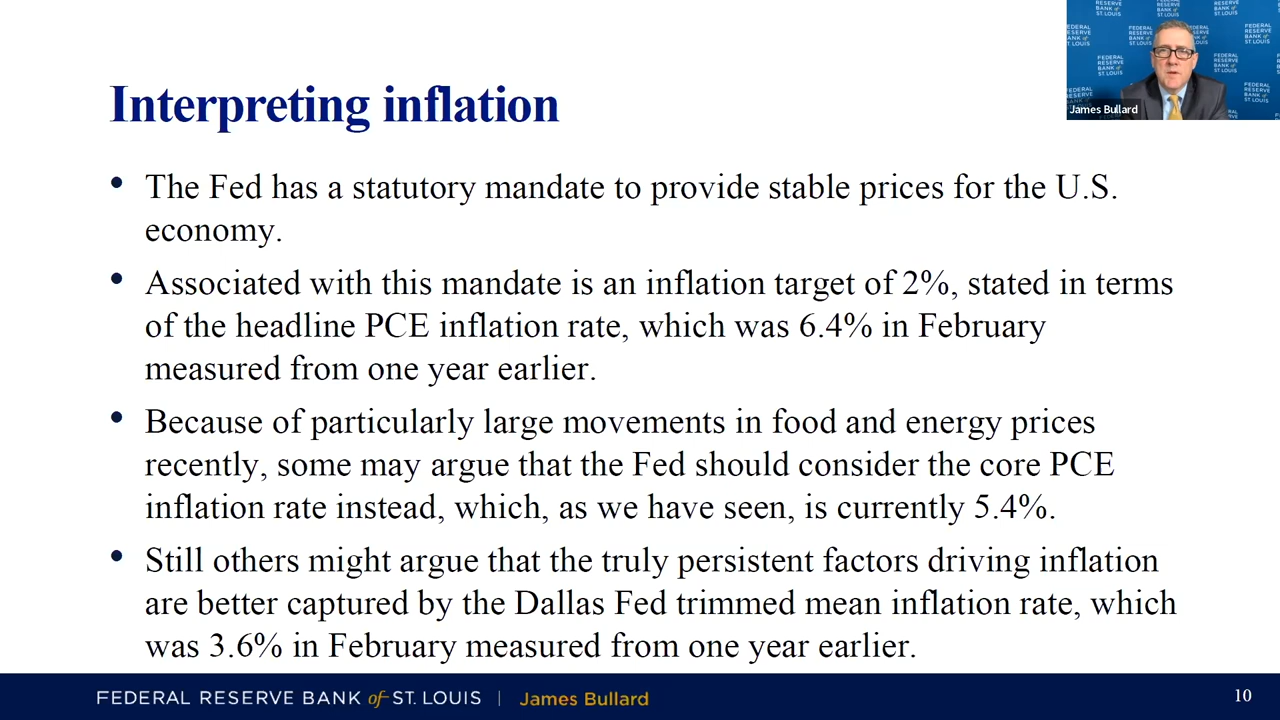 Interpreting inflation
• The Fed has a statutory mandate to provide stable prices for the U.S.
economy.
• Associated with this mandate is an inflation target of 2%, stated in terms
of the headline PCE inflation rate, which was 6.4% in February
measured from one year earlier.
• Because of particularly large movements in food and energy prices
recently, some may argue that the Fed should consider the core PCE
inflation rate instead, which, as we have seen, is currently 5.4%.
• Still others might argue that the truly persistent factors driving inflation
are better captured by the Dallas Fed trimmed mean inflation rate, which
was 3.6% in February measured from one year earlier.
FEDERAL RESERVE BANK of ST. LOUIS | James Bullard
10
FEDERAL
RESERVE
BANK of
ST. LOUIS
James Bullard